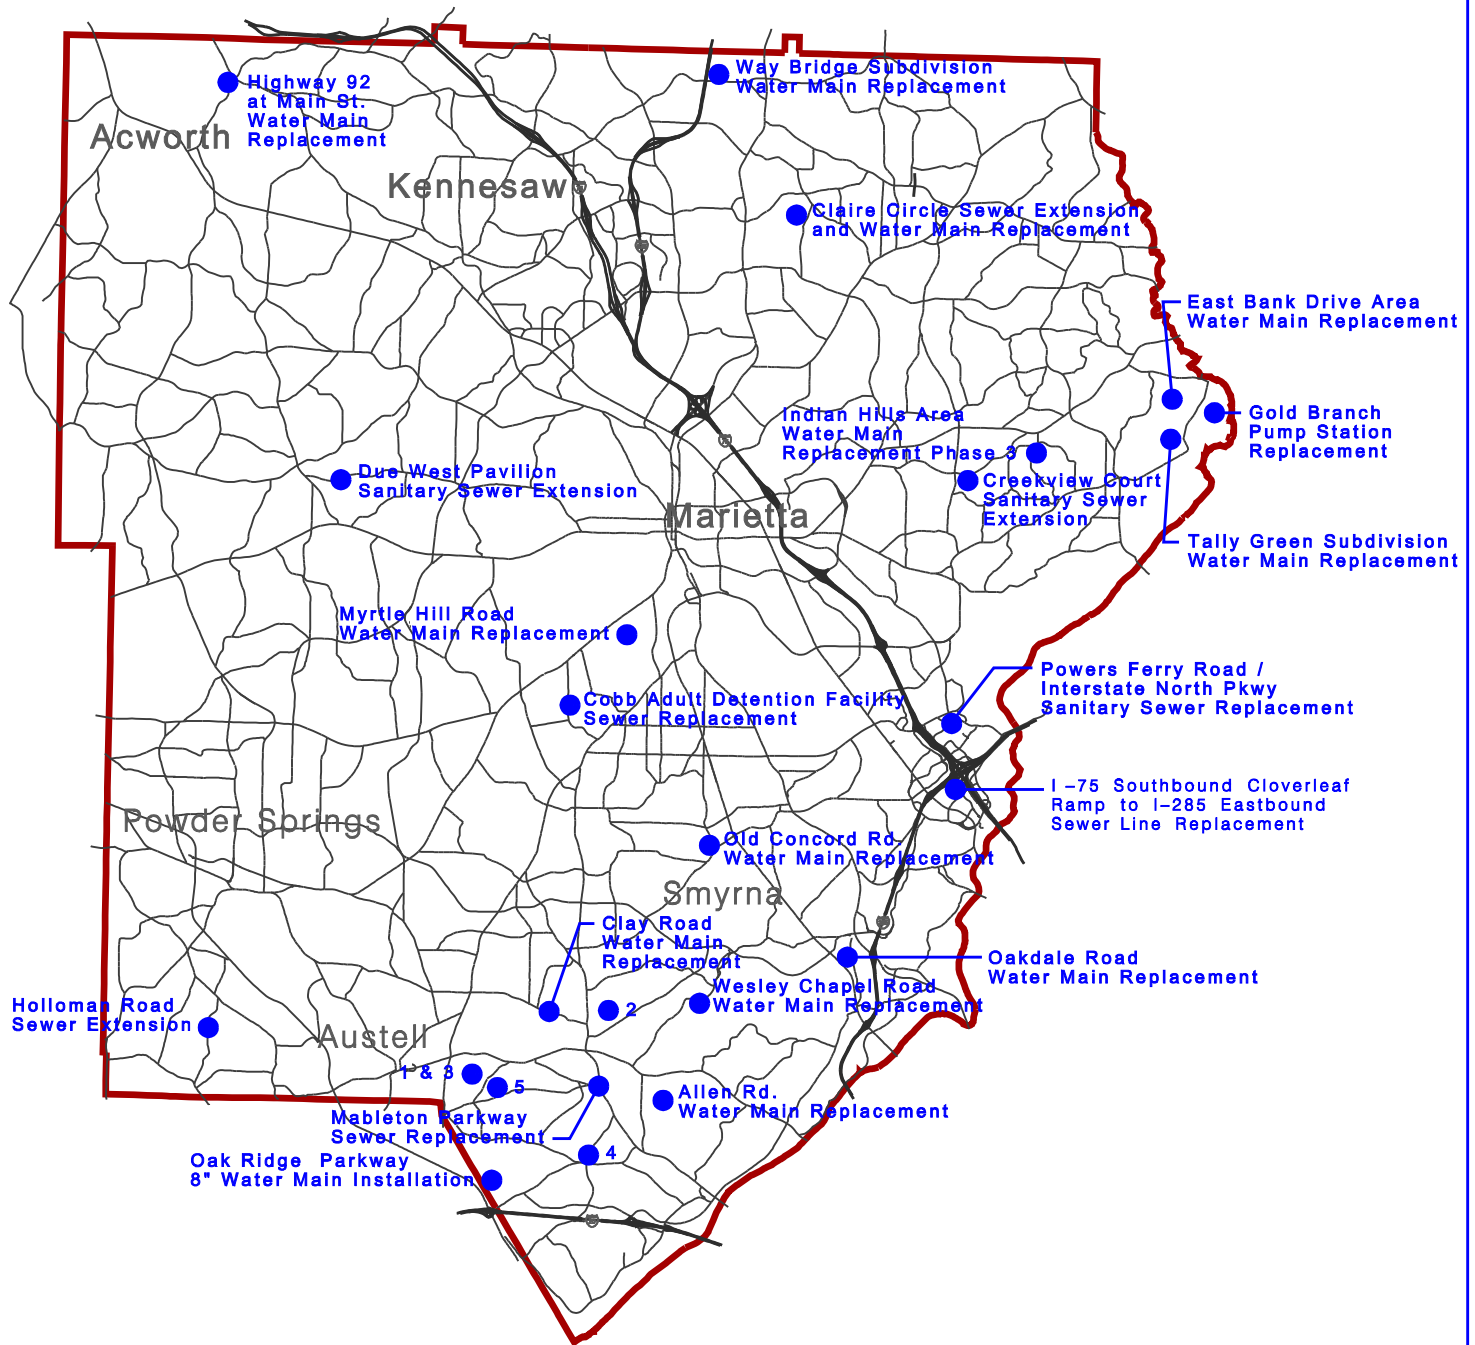 Way Bridge Subdivision
Water Main Replacement
Highway 92
at Main St.
Water Main
Replacement
Acworth
Kennesaw
Claire Circle Sewer Extension
and Water Main Replacement
East Bank Drive Area
Water Main Replacement
Indian Hills Area
Water Main
Replacement Phase 3
Gold Branch
Pump Station
Replacement
Due West Pavilion
Sanitary Sewer Extension
Creekview Court
Sanitary Sewer
Extension
Marietta
Tally Green Subdivision
Water Main Replacement
Myrtle Hill Road
Water Main Replacement
Powers Ferry Road /
Interstate North Pkwy
Sanitary Sewer Replacement
Cobb Adult Detention Facility
Sewer Replacement
I -75 Southbound Cloverleaf
Ramp to I-285 Eastbound
Sewer Line Replacement
Powder Springs
Old Concord Rd.
Water Main Replacement
Smyrna
Clay Road
Water Main
Replacement
Oakdale Road
Water Main Replacement
Wesley Chapel Road
Water Main Replacement
Holloman Road
Sewer Extension
2
Austell
1 & 3
5
Allen Rd.
Water Main Replacement
Mableton Parkway
Sewer Replacement
4
Oak Ridge Parkway
8" Water Main Installation